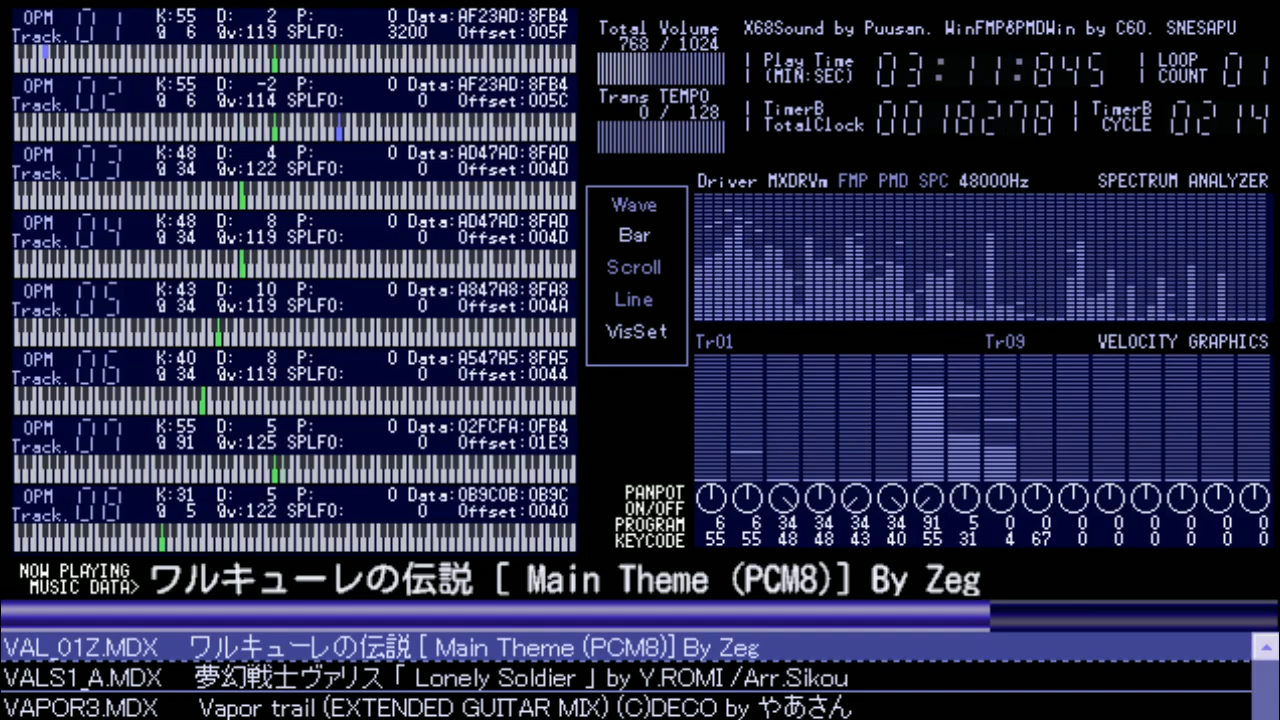 OPM Track. 01 K:55 D: 2 P: 0 Data:AF23AD:8FB4
@ 6 @v:119 SPLFO: 3200 Offset:005F
OPM Track. 02 K:55 D: -2 P: 0 Data:AF23AD:8FB4
@ 6 @v:114 SPLFO: 0 Offset:005C
OPM Track. 03 K:48 D: 4 P: 0 Data:AD47AD:8FAD
@ 34 @v:122 SPLFO: 0 Offset:004D
OPM Track. 04 K:48 D: 8 P: 0 Data:AD47AD:8FAD
@ 34 @v:119 SPLFO: 0 Offset:004D
OPM Track. 05 K:43 D: 10 P: 0 Data:A847A8:8FA8
@ 34 @v:119 SPLFO: 0 Offset:004A
OPM Track. 06 K:40 D: 8 P: 0 Data:A547A5:8FA5
@ 34 @v:119 SPLFO: 0 Offset:0044
OPM Track. 07 K:55 D: 5 P: 0 Data:02FCFA:0FB4
@ 91 @v:125 SPLFO: 0 Offset:01E9
OPM Track. 08 K:31 D: 5 P: 0 Data:0B9C0B:0B9C
@ 5 @v:122 SPLFO: 0 Offset:0040
Total Volume
768 / 1024
Trans TEMPO
0 / 128
X68Sound by Puusan. WinFMP&PMDWin by C60. SNESAPU
Play Time (MIN:SEC) 03:11:845 LOOP COUNT 01
TimerB TotalClock 0018278 TimerB CYCLE 0214
Wave
Bar
Scroll
Line
VisSet
Driver MXDRVm FMP PMD SPC 48000Hz SPECTRUM ANALYZER
Tr01 Tr09 VELOCITY GRAPHICS
PANPOT
ON/OFF
PROGRAM 6 6 34 34 34 34 91 5 0 0 0 0 0 0 0 0
KEYCODE 55 55 48 48 43 40 55 31 4 67 0 0 0 0 0 0
NOW PLAYING MUSIC DATA> ワルキューレの伝説 [ Main Theme (PCM8)] By Zeg
VAL_01Z.MDX ワルキューレの伝説 [ Main Theme (PCM8)] By Zeg
VALS1_A.MDX 夢幻戦士ヴァリス 「 Lonely Soldier 」 by Y.ROMI /Arr.Sikou
VAPOR3.MDX Vapor trail (EXTENDED GUITAR MIX) (C)DECO by やあさん